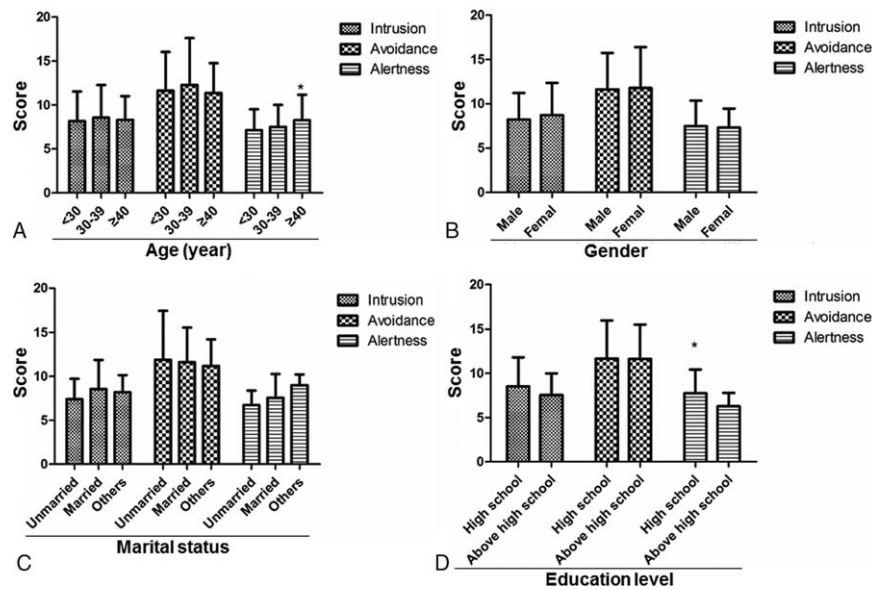 20
15
10
5
0
Score
Intrusion
Avoidance
Alertness
*
<30
30-39
≥40
<30
30-39
≥40
<30
30-39
≥40
A
Age (year)
20
15
10
5
0
Score
Intrusion
Avoidance
Alertness
Male
Femal
Male
Femal
Male
Femal
B
Gender
20
15
10
5
0
Score
Intrusion
Avoidance
Alertness
Unmarried
Married
Others
Unmarried
Married
Others
Unmarried
Married
Others
C
Marital status
20
15
10
5
0
Score
Intrusion
Avoidance
Alertness
*
High school
Above high school
High school
Above high school
High school
Above high school
D
Education level